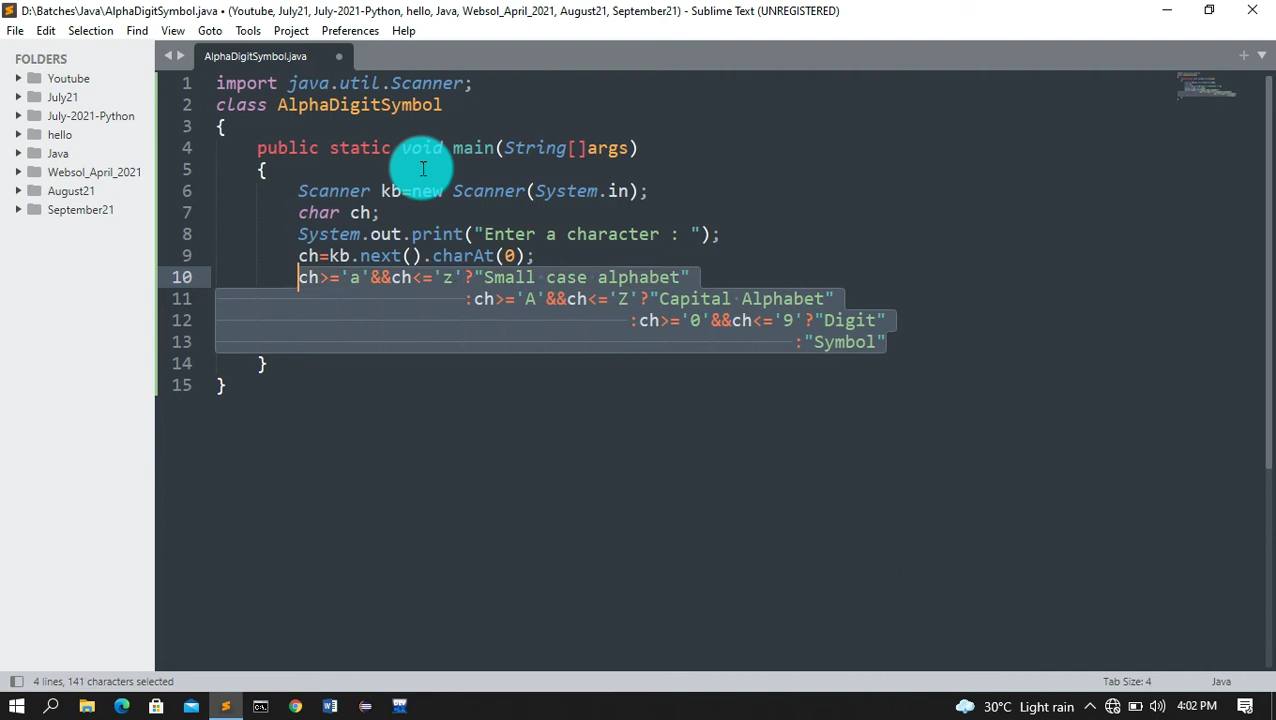 D:\Batches\Java\AlphaDigitSymbol.java • (Youtube, July21, July-2021-Python, hello, Java, Websol_April_2021, August21, September21) - Sublime Text (UNREGISTERED)
File Edit Selection Find View Goto Tools Project Preferences Help
FOLDERS
Youtube
July21
July-2021-Python
hello
Java
Websol_April_2021
August21
September21
AlphaDigitSymbol.java
1 import java.util.Scanner;
2 class AlphaDigitSymbol
3 {
4 public static void main(String[]args)
5 {
6 Scanner kb=new Scanner(System.in);
7 char ch;
8 System.out.print("Enter a character : ");
9 ch=kb.next().charAt(0);
10 ch>='a'&&ch<='z'?"Small case alphabet"
11 :ch>='A'&&ch<='Z'?"Capital Alphabet"
12 :ch>='0'&&ch<='9'?"Digit"
13 :"Symbol"
14 }
15 }
4 lines, 141 characters selected
Tab Size: 4
Java
30°C Light rain
4:02 PM